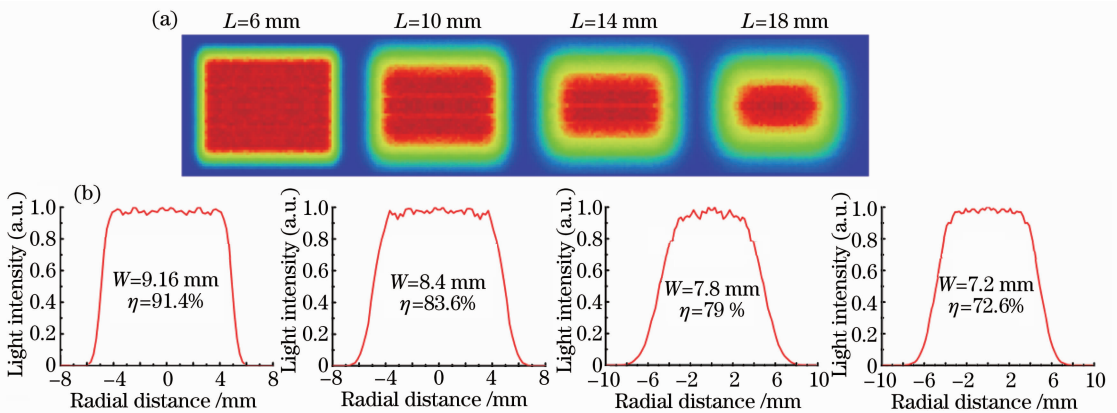 (a) L=6 mm L=10 mm L=14 mm L=18 mm
(b)
Light intensity (a.u.)
1.0
0.8
0.6
0.4
0.2
0
W=9.16 mm
η=91.4%
−8 −4 0 4 8
Radial distance /mm
Light intensity (a.u.)
1.0
0.8
0.6
0.4
0.2
0
W=8.4 mm
η=83.6%
−8 −4 0 4 8
Radial distance /mm
Light intensity (a.u.)
1.0
0.8
0.6
0.4
0.2
0
W=7.8 mm
η=79 %
−10 −6 −2 2 6 10
Radial distance /mm
Light intensity (a.u.)
1.0
0.8
0.6
0.4
0.2
0
W=7.2 mm
η=72.6%
−10 −6 −2 2 6 10
Radial distance /mm